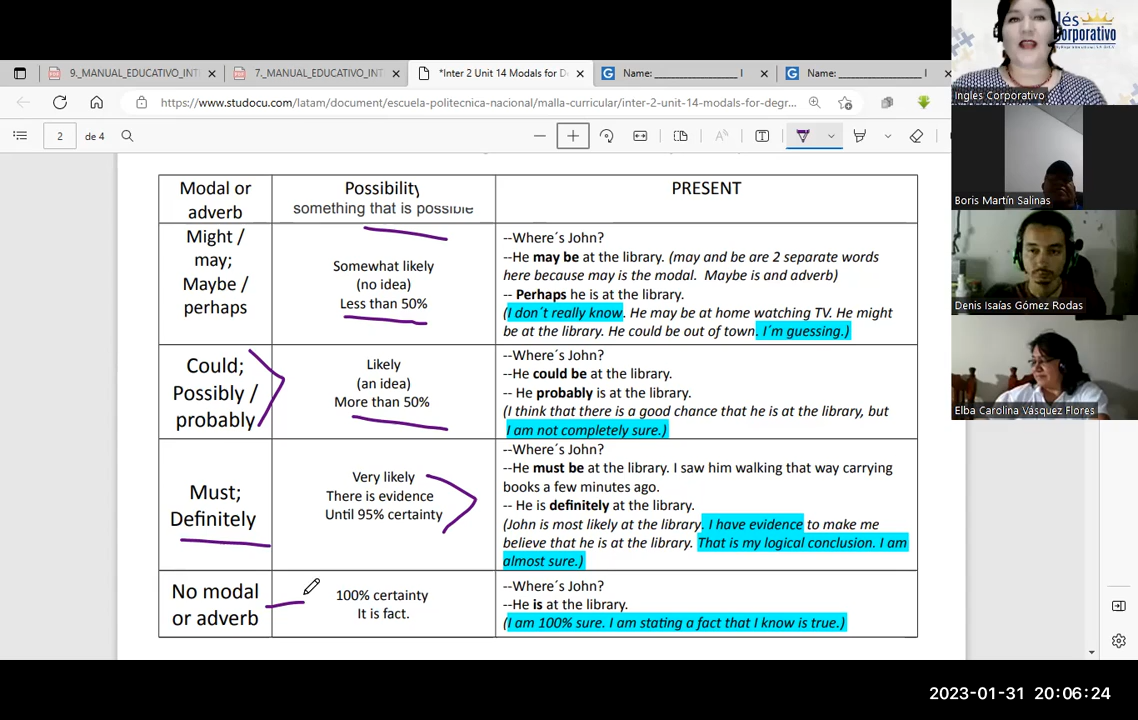 lés
Corporativo
9._MANUAL_EDUCATIVO_INT
7._MANUAL_EDUCATIVO_INT
*Inter 2 Unit 14 Modals for De
Name: ______________ I
Name: ______________ I
https://www.studocu.com/latam/document/escuela-politecnica-nacional/malla-curricular/inter-2-unit-14-modals-for-degr...
Inglés Corporativo
2
de 4
Modal or
adverb
Possibility
something that is possible
PRESENT
Might /
may;
Maybe /
perhaps
Somewhat likely
(no idea)
Less than 50%
--Where´s John?
--He may be at the library. (may and be are 2 separate words
here because may is the modal.  Maybe is and adverb)
-- Perhaps he is at the library.
(I don´t really know. He may be at home watching TV. He might
be at the library. He could be out of town. I´m guessing.)
Could;
Possibly /
probably
Likely
(an idea)
More than 50%
--Where´s John?
--He could be at the library.
-- He probably is at the library.
(I think that there is a good chance that he is at the library, but
I am not completely sure.)
Must;
Definitely
Very likely
There is evidence
Until 95% certainty
--Where´s John?
--He must be at the library. I saw him walking that way carrying
books a few minutes ago.
-- He is definitely at the library.
(John is most likely at the library. I have evidence to make me
believe that he is at the library. That is my logical conclusion. I am
almost sure.)
No modal
or adverb
100% certainty
It is fact.
--Where´s John?
--He is at the library.
(I am 100% sure. I am stating a fact that I know is true.)
Boris Martín Salinas
Denis Isaías Gómez Rodas
Elba Carolina Vásquez Flores
2023-01-31 20:06:24